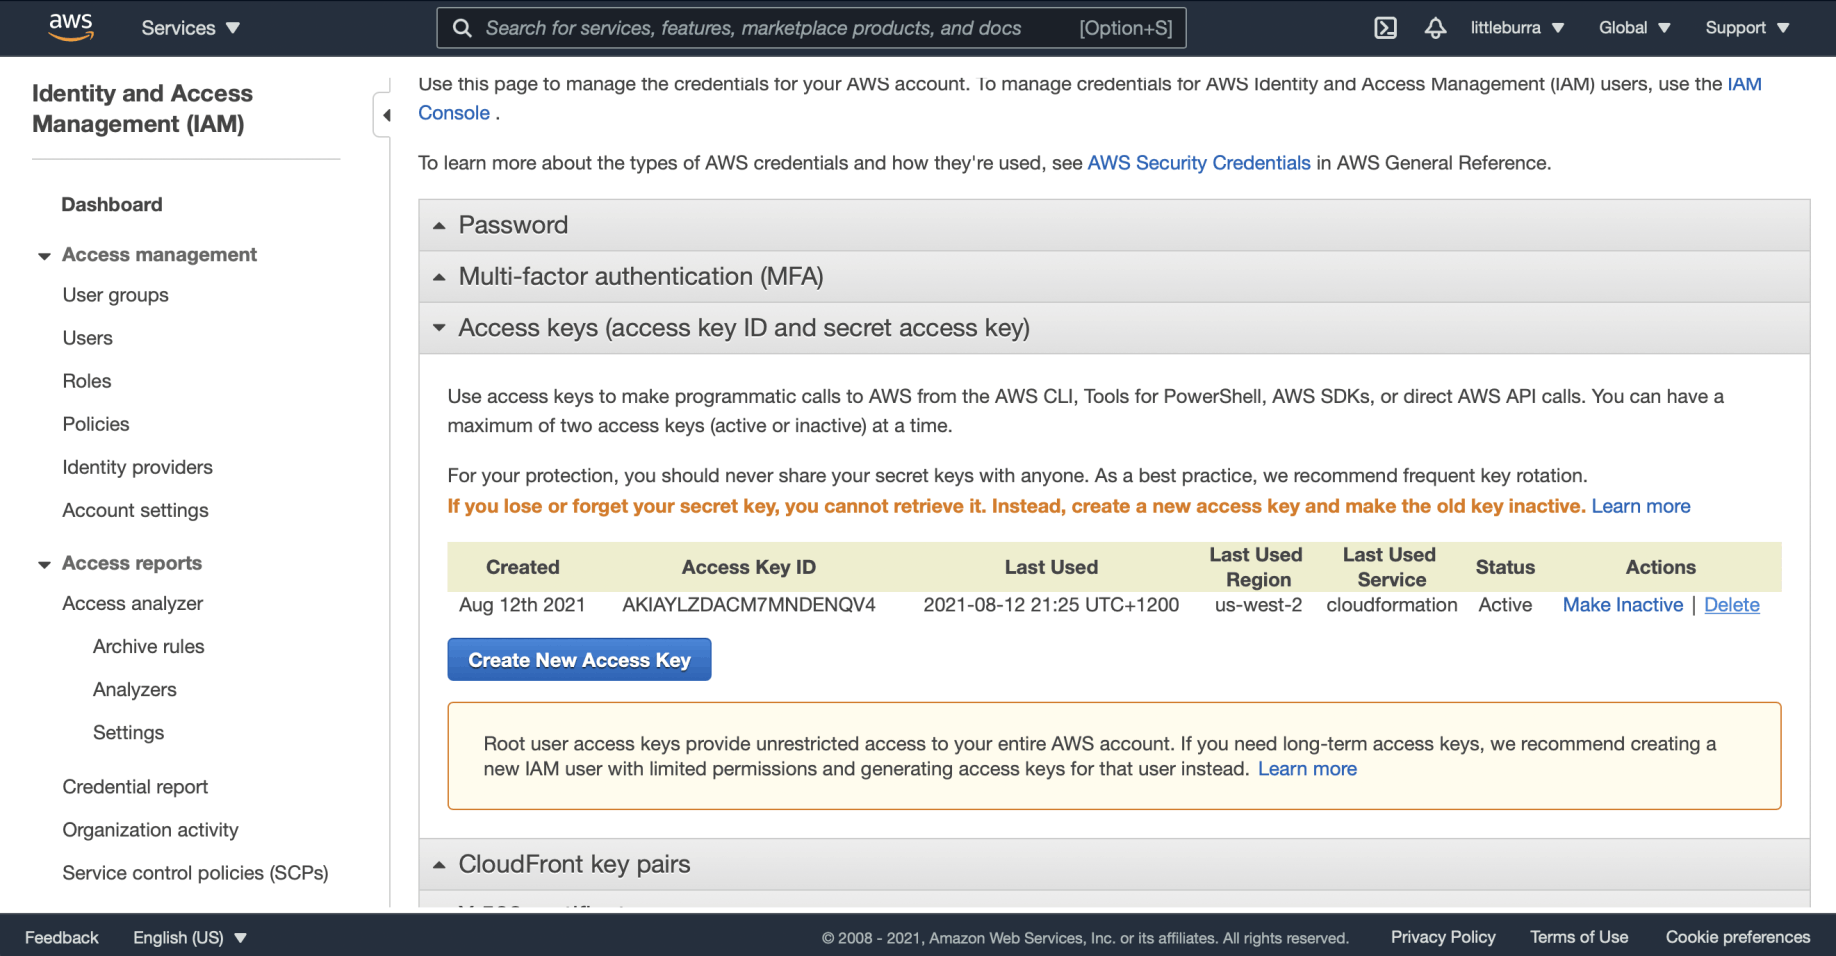 aws
Services
Search for services, features, marketplace products, and docs
[Option+S]
littleburra
Global
Support
Identity and Access
Management (IAM)
Dashboard
Access management
User groups
Users
Roles
Policies
Identity providers
Account settings
Access reports
Access analyzer
Archive rules
Analyzers
Settings
Credential report
Organization activity
Service control policies (SCPs)
Use this page to manage the credentials for your AWS account. To manage credentials for AWS Identity and Access Management (IAM) users, use the IAM
Console .
To learn more about the types of AWS credentials and how they're used, see AWS Security Credentials in AWS General Reference.
Password
Multi-factor authentication (MFA)
Access keys (access key ID and secret access key)
Use access keys to make programmatic calls to AWS from the AWS CLI, Tools for PowerShell, AWS SDKs, or direct AWS API calls. You can have a
maximum of two access keys (active or inactive) at a time.
For your protection, you should never share your secret keys with anyone. As a best practice, we recommend frequent key rotation.
If you lose or forget your secret key, you cannot retrieve it. Instead, create a new access key and make the old key inactive. Learn more
Created Access Key ID Last Used Last Used Region Last Used Service Status Actions
Aug 12th 2021 AKIAYLZDACM7MNDENQV4 2021-08-12 21:25 UTC+1200 us-west-2 cloudformation Active Make Inactive | Delete
Create New Access Key
Root user access keys provide unrestricted access to your entire AWS account. If you need long-term access keys, we recommend creating a
new IAM user with limited permissions and generating access keys for that user instead. Learn more
CloudFront key pairs
Feedback
English (US)
© 2008 - 2021, Amazon Web Services, Inc. or its affiliates. All rights reserved.
Privacy Policy
Terms of Use
Cookie preferences